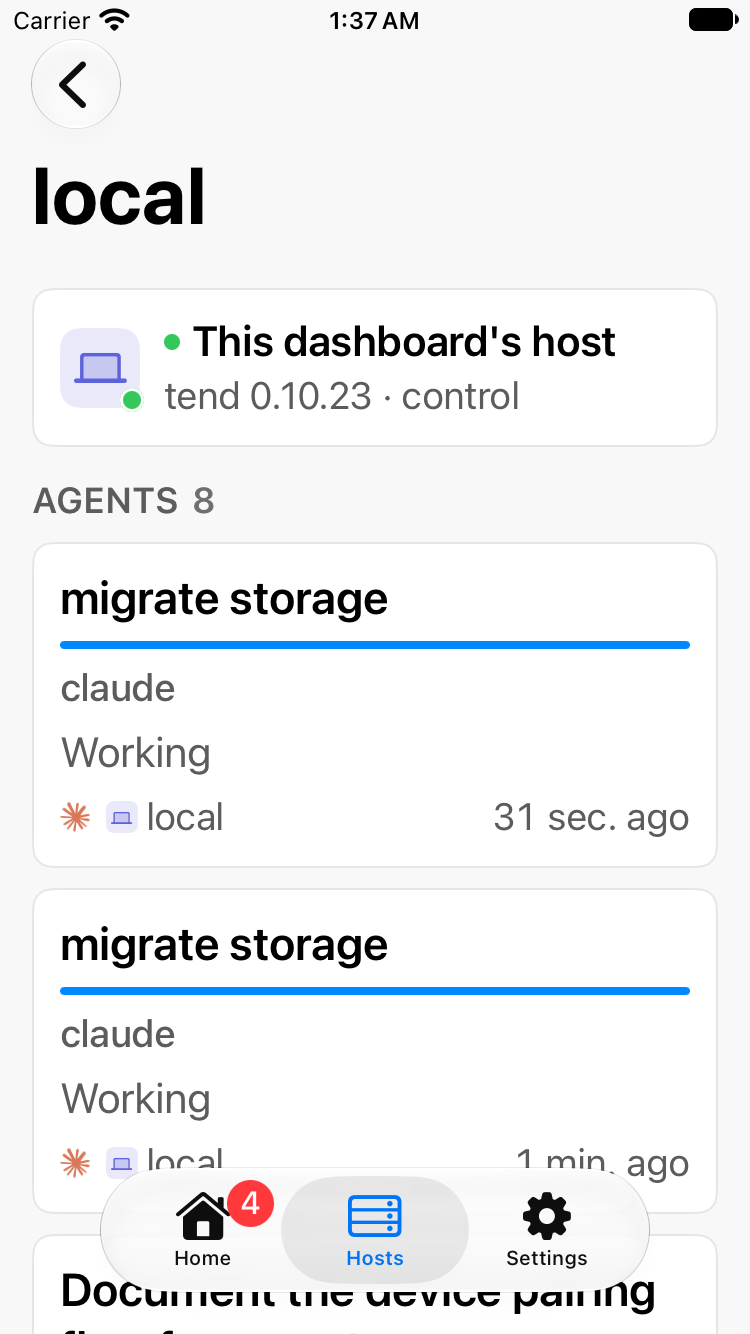 Carrier 1:37 AM
local
This dashboard's host
tend 0.10.23 · control
AGENTS 8
migrate storage
claude
Working
local 31 sec. ago
migrate storage
claude
Working
local 1 min. ago
4
Home Hosts Settings
Document the device pairing